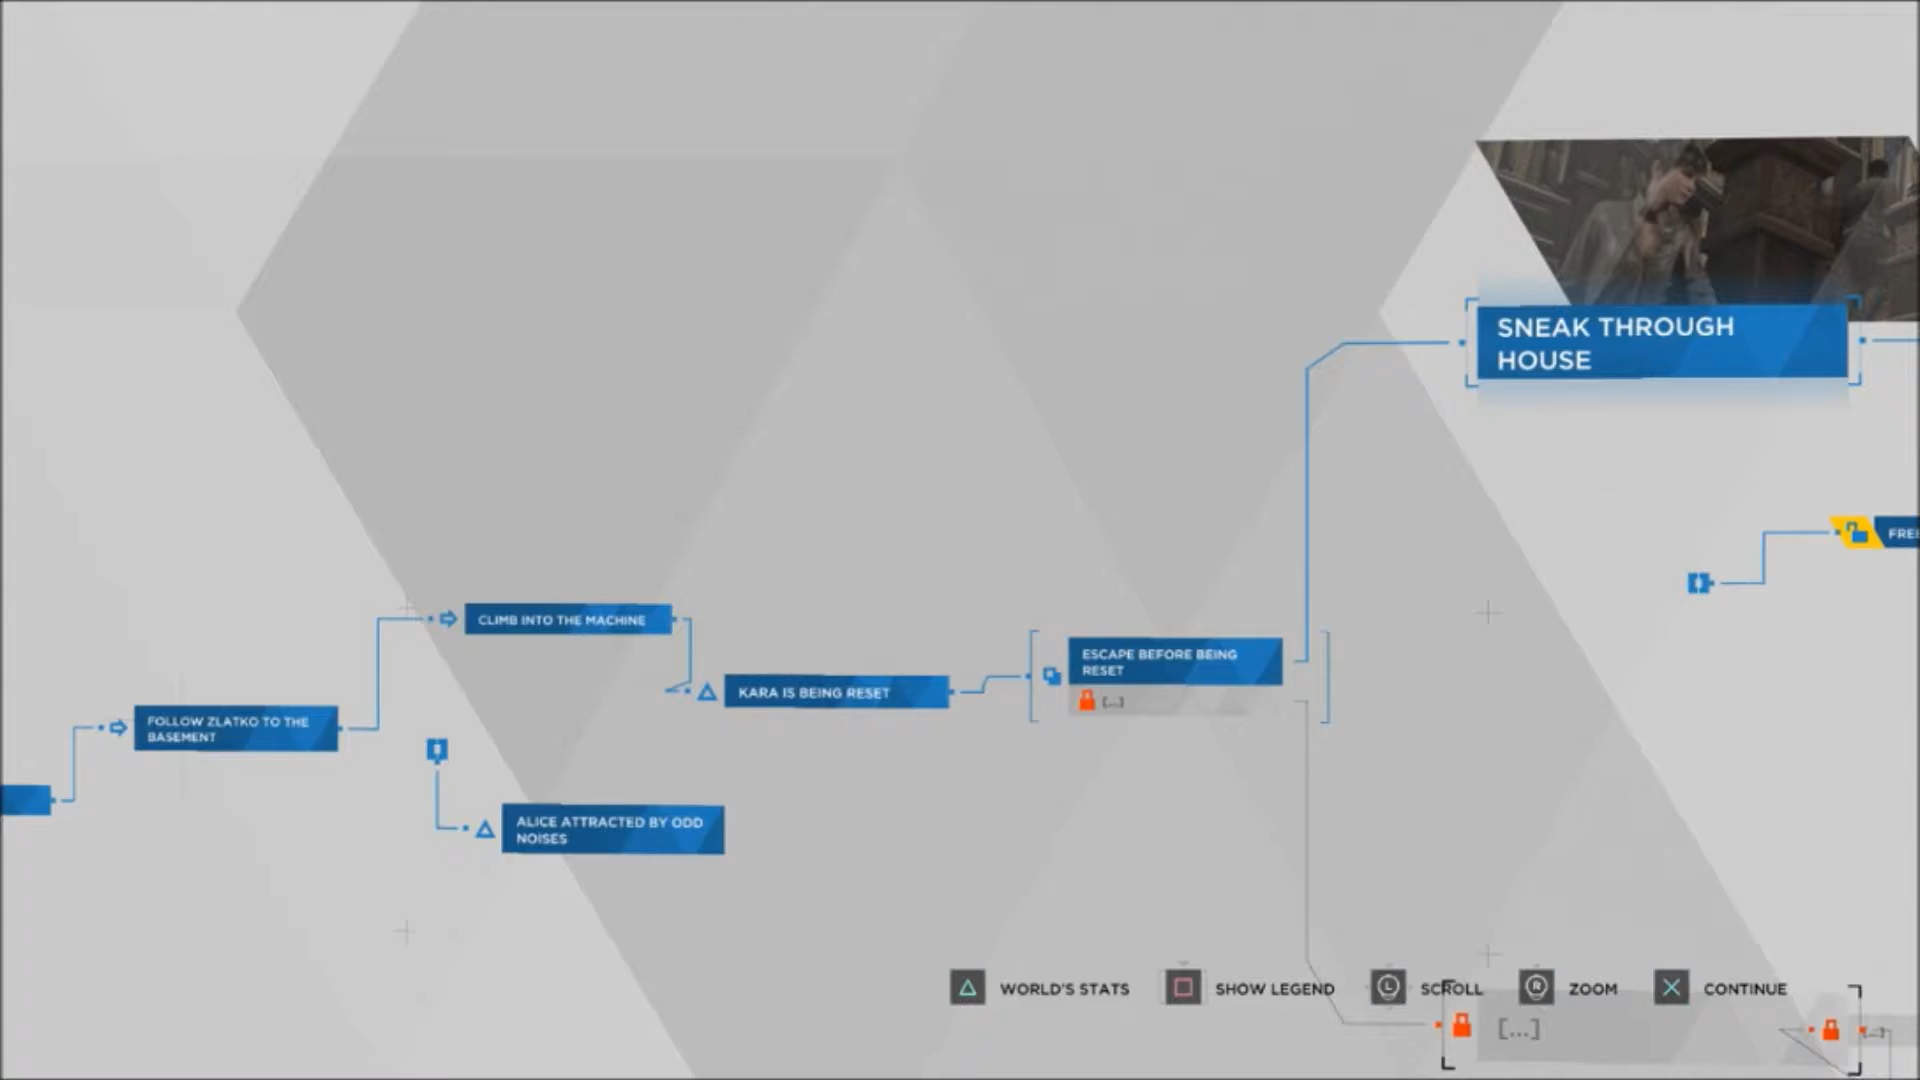 SNEAK THROUGH
HOUSE
CLIMB INTO THE MACHINE
ESCAPE BEFORE BEING
RESET
[...]
KARA IS BEING RESET
FOLLOW ZLATKO TO THE
BASEMENT
ALICE ATTRACTED BY ODD
NOISES
WORLD'S STATS
SHOW LEGEND
L
SCROLL
R
ZOOM
CONTINUE
[...]
[...]